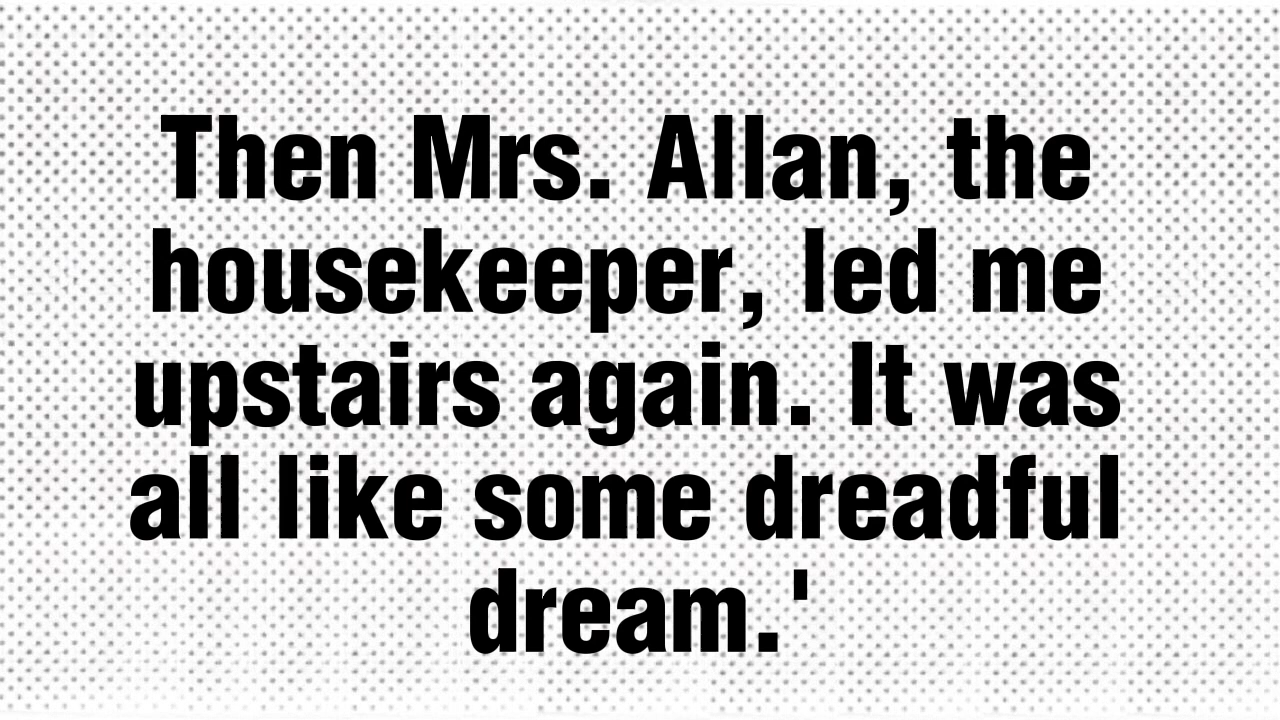 Then Mrs. Allan, the
housekeeper, led me
upstairs again. It was
all like some dreadful
dream.'